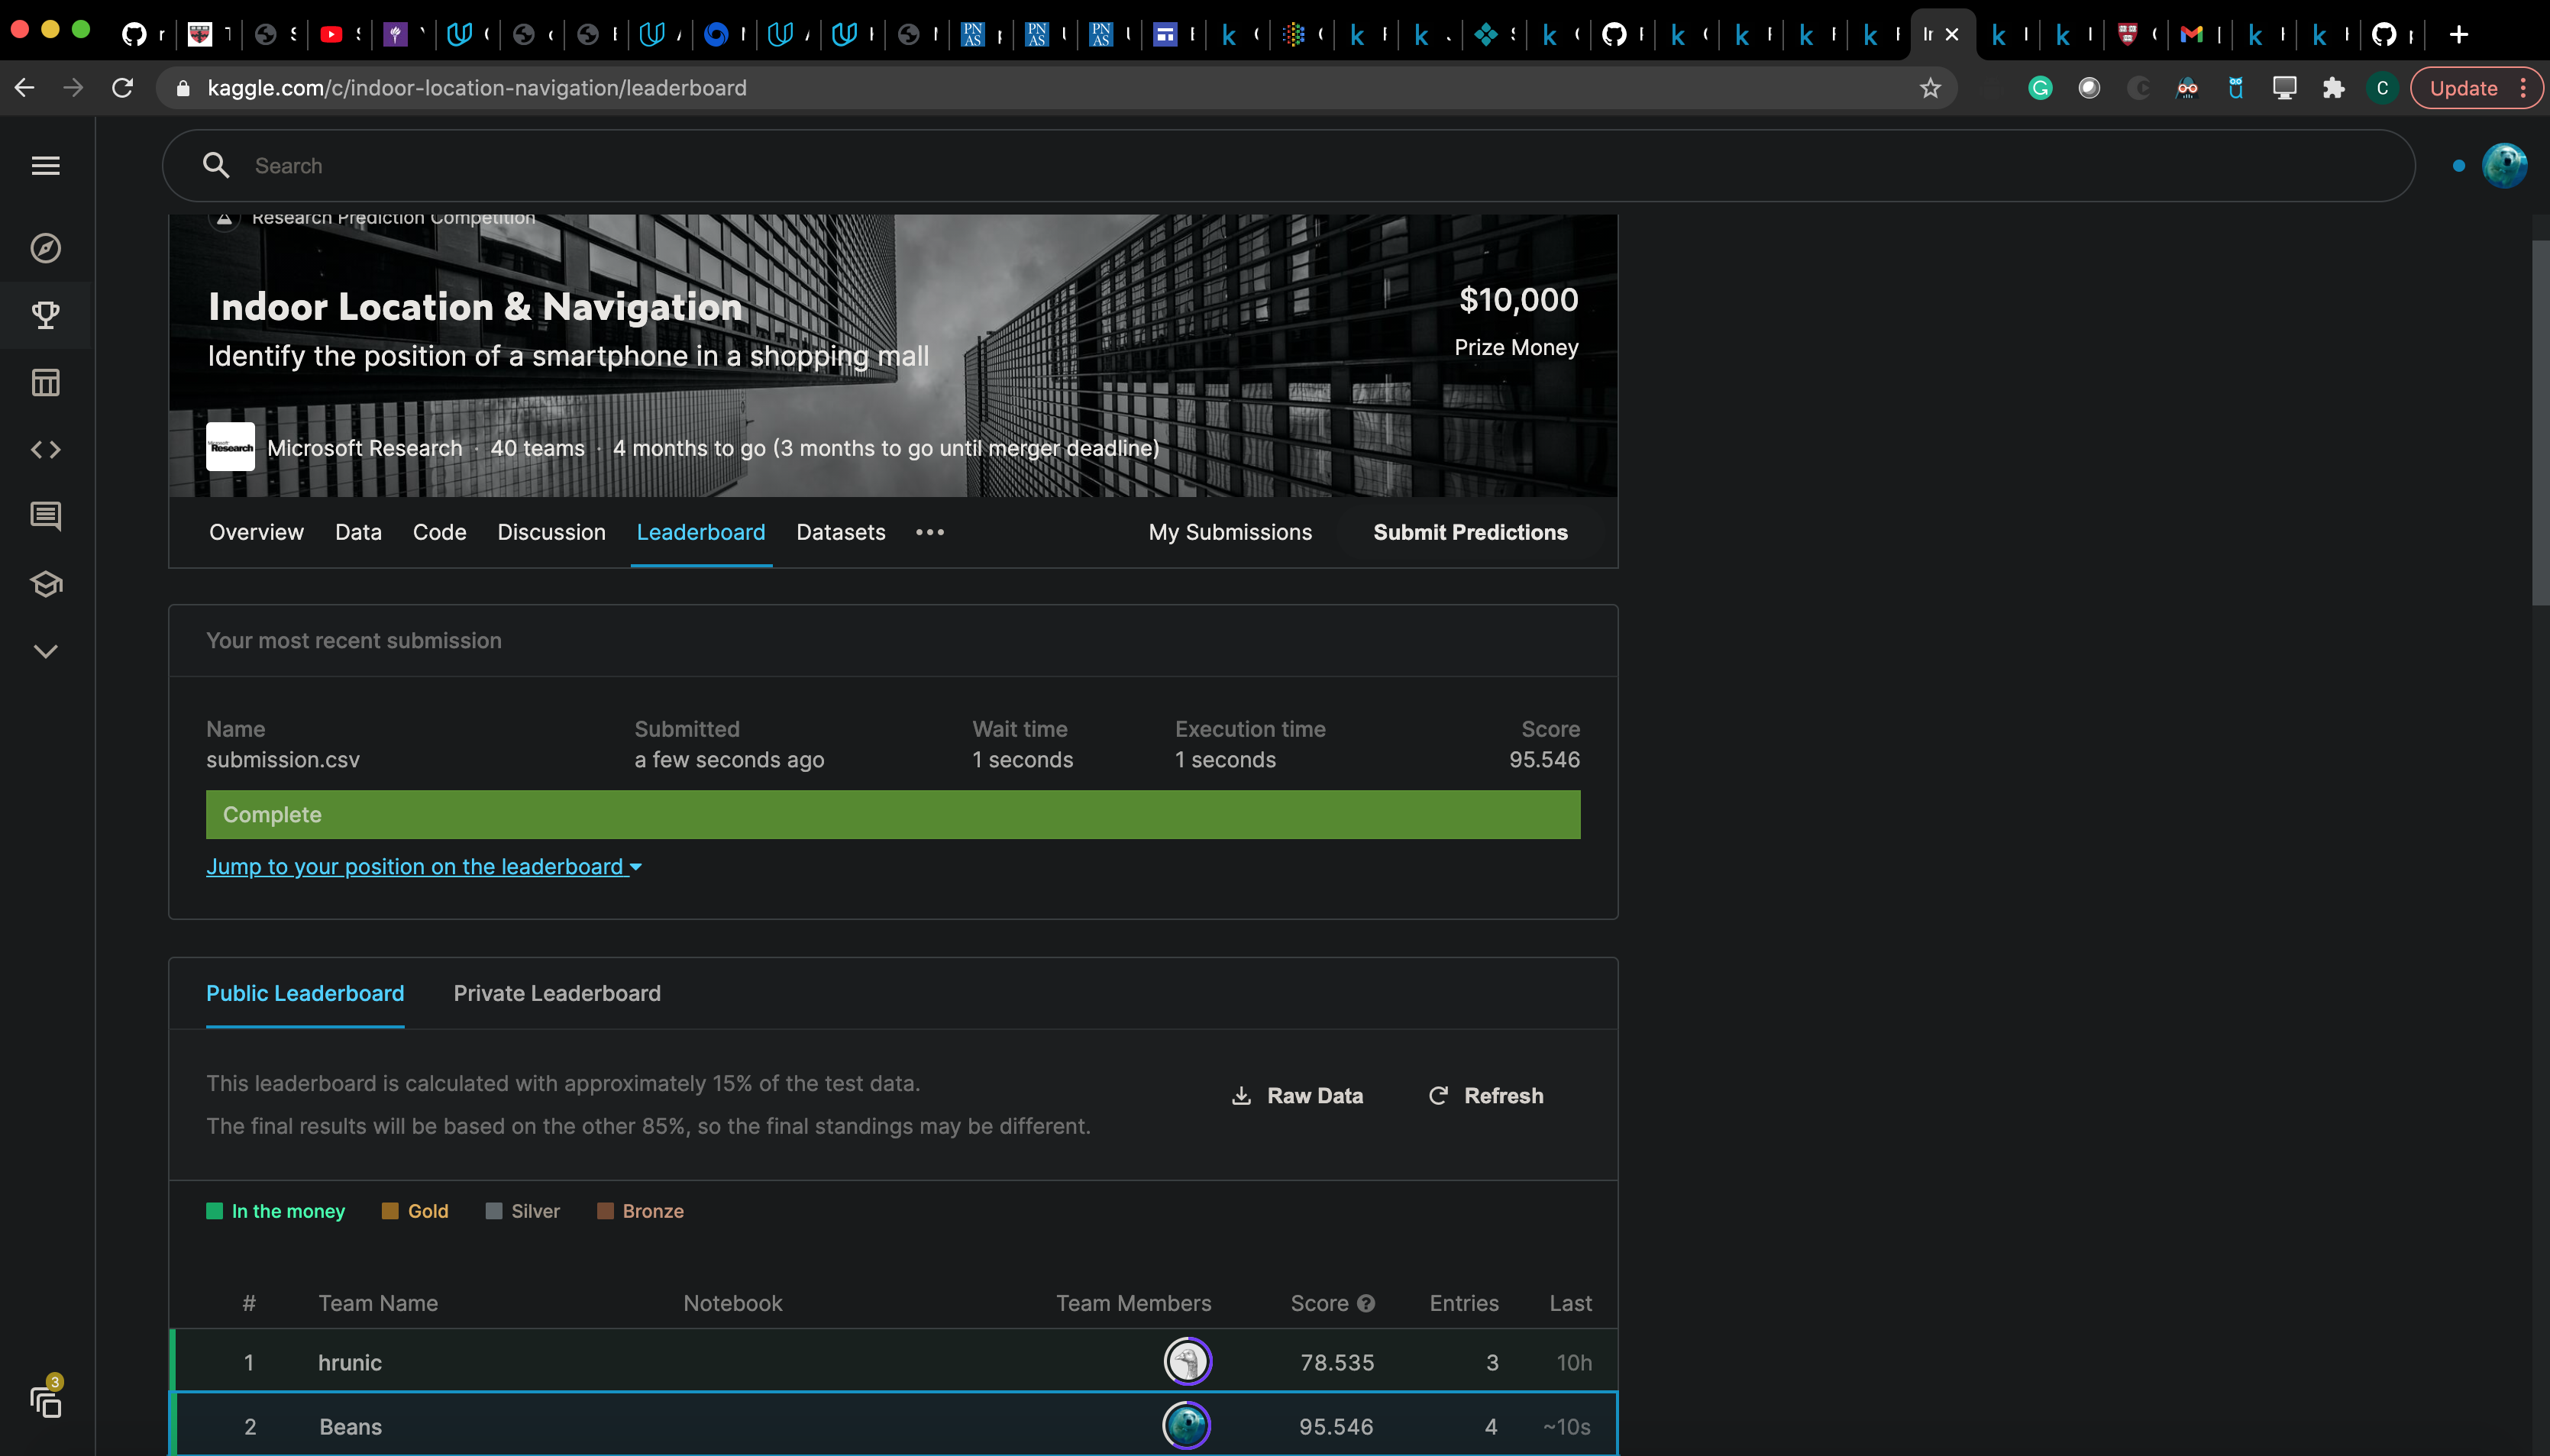 kaggle.com/c/indoor-location-navigation/leaderboard
Update
C
Search
Research Prediction Competition
Indoor Location & Navigation
Identify the position of a smartphone in a shopping mall
$10,000
Prize Money
Research
Microsoft Research · 40 teams · 4 months to go (3 months to go until merger deadline)
Overview Data Code Discussion Leaderboard Datasets ••• My Submissions Submit Predictions
Your most recent submission
Name Submitted Wait time Execution time Score
submission.csv a few seconds ago 1 seconds 1 seconds 95.546
Complete
Jump to your position on the leaderboard
Public Leaderboard Private Leaderboard
This leaderboard is calculated with approximately 15% of the test data.
The final results will be based on the other 85%, so the final standings may be different.
Raw Data Refresh
In the money Gold Silver Bronze
# Team Name Notebook Team Members Score Entries Last
1 hrunic 78.535 3 10h
2 Beans 95.546 4 ~10s
3